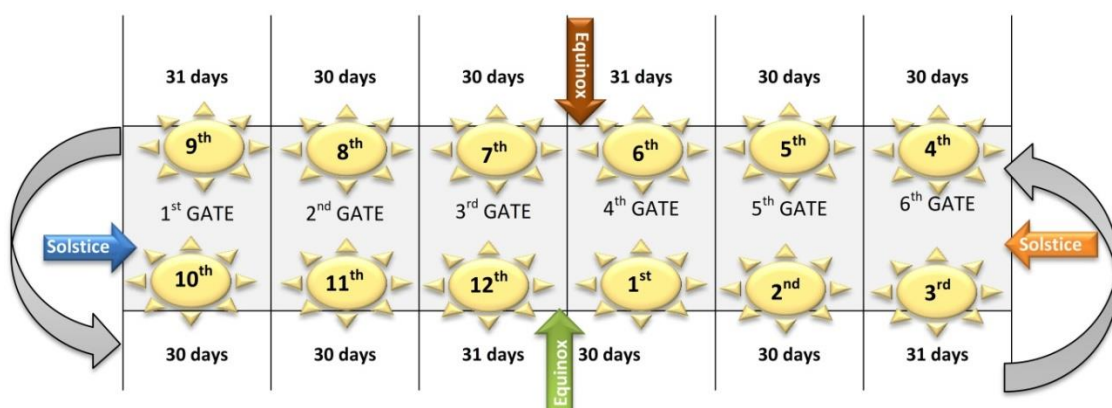 Equinox
31 days 30 days 30 days 31 days 30 days 30 days
9th 8th 7th 6th 5th 4th
1st GATE 2nd GATE 3rd GATE 4th GATE 5th GATE 6th GATE
Solstice Solstice
10th 11th 12th 1st 2nd 3rd
30 days 30 days 31 days 30 days 30 days 31 days
Equinox